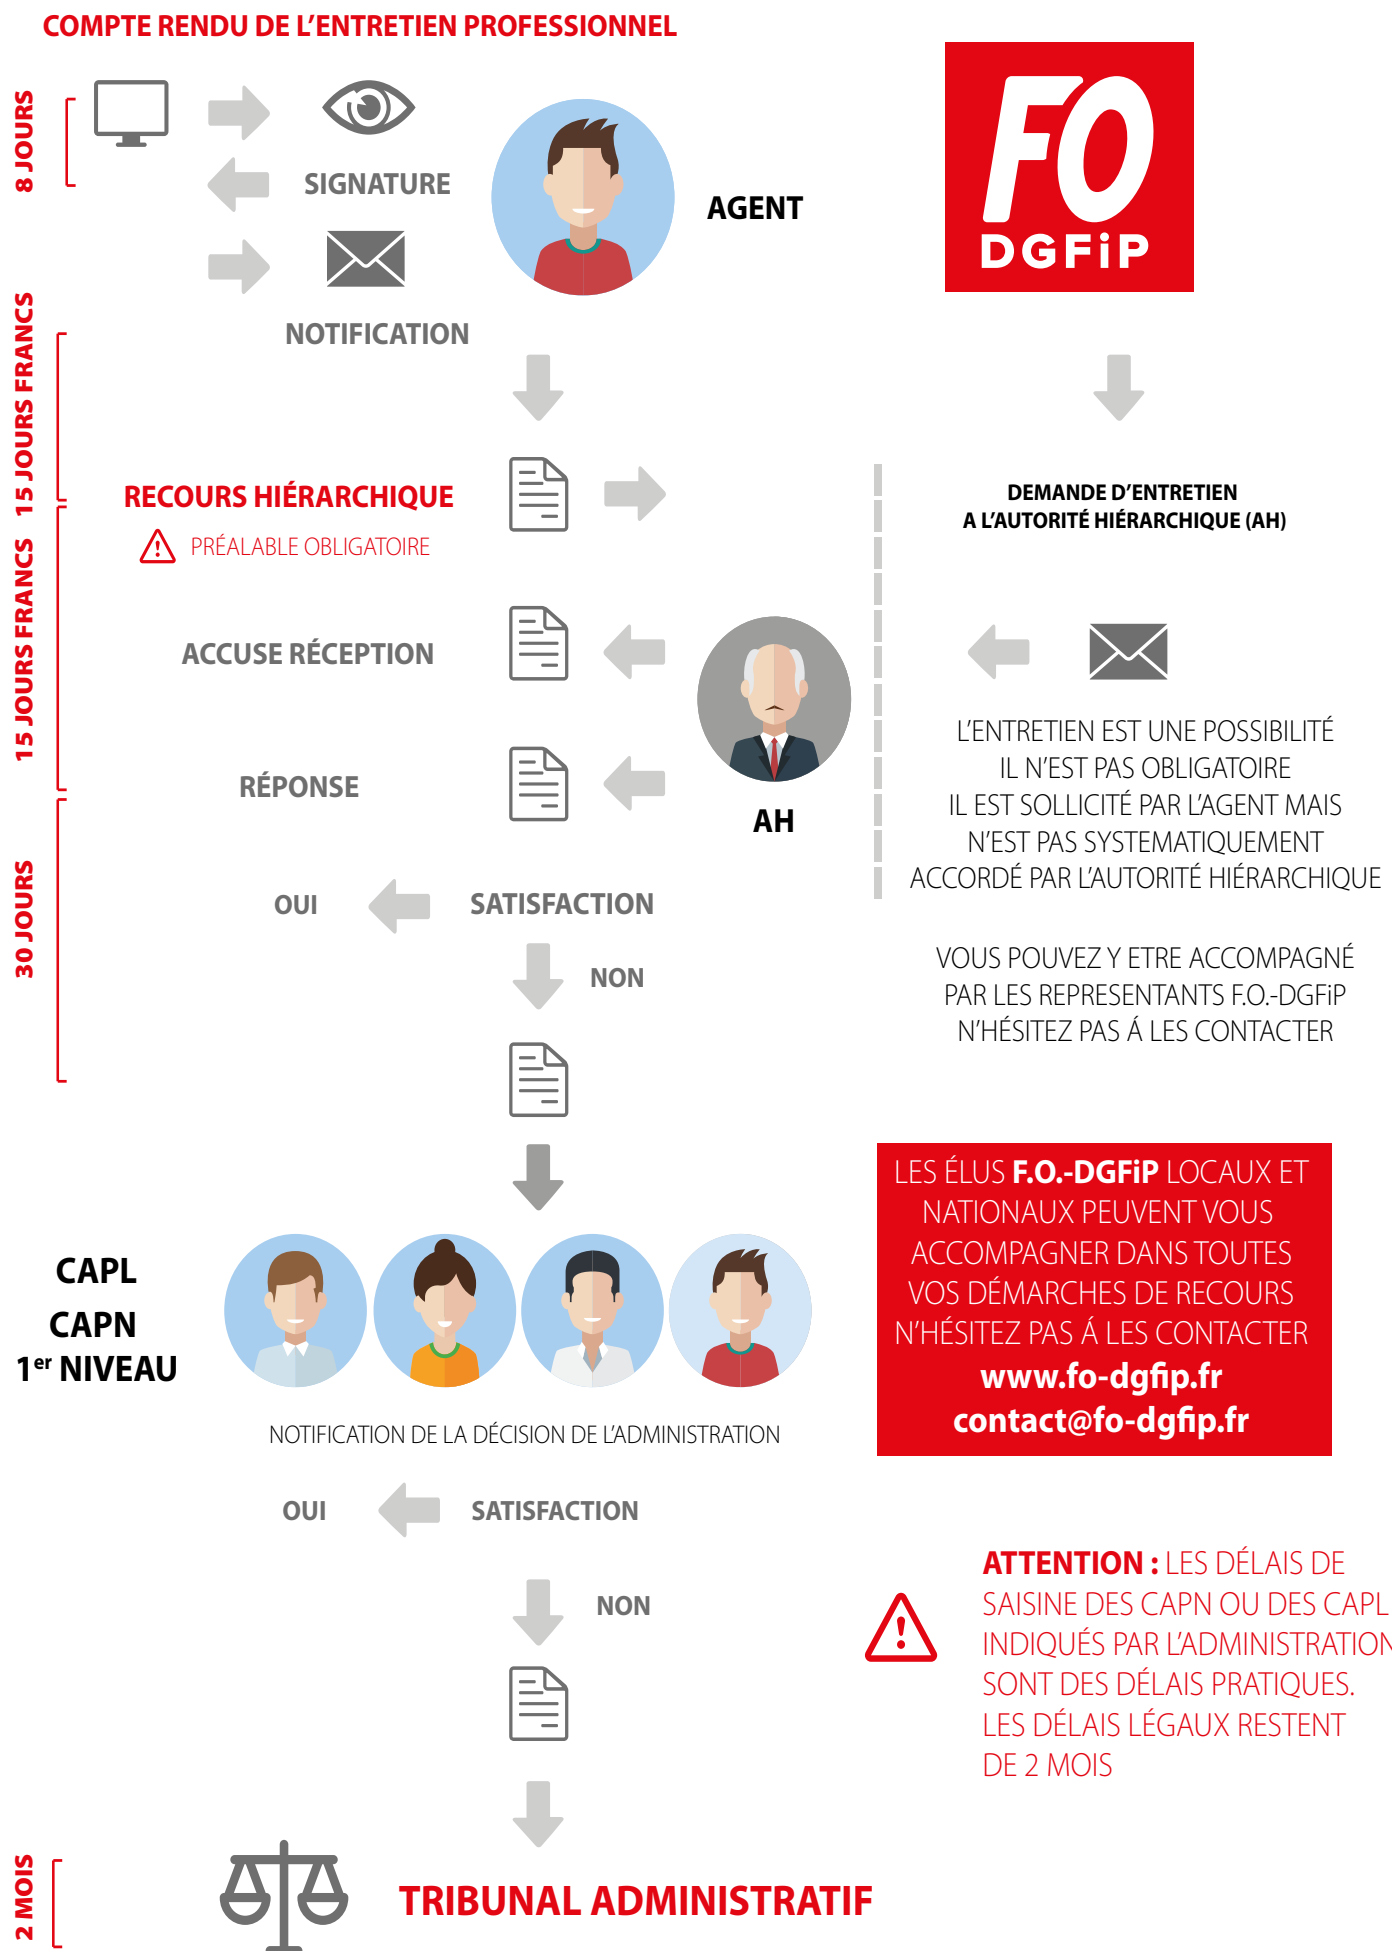 COMPTE RENDU DE L'ENTRETIEN PROFESSIONNEL
8 JOURS
SIGNATURE
AGENT
FO
DGFiP
NOTIFICATION
15 JOURS FRANCS
RECOURS HIÉRARCHIQUE
PRÉALABLE OBLIGATOIRE
DEMANDE D'ENTRETIEN
A L'AUTORITÉ HIÉRARCHIQUE (AH)
15 JOURS FRANCS
ACCUSE RÉCEPTION
RÉPONSE
AH
L'ENTRETIEN EST UNE POSSIBILITÉ
IL N'EST PAS OBLIGATOIRE
IL EST SOLLICITÉ PAR L'AGENT MAIS
N'EST PAS SYSTEMATIQUEMENT
ACCORDÉ PAR L'AUTORITÉ HIÉRARCHIQUE
30 JOURS
OUI
SATISFACTION
NON
VOUS POUVEZ Y ETRE ACCOMPAGNÉ
PAR LES REPRESENTANTS F.O.-DGFiP
N'HÉSITEZ PAS Á LES CONTACTER
CAPL
CAPN
1er NIVEAU
LES ÉLUS F.O.-DGFiP LOCAUX ET
NATIONAUX PEUVENT VOUS
ACCOMPAGNER DANS TOUTES
VOS DÉMARCHES DE RECOURS
N'HÉSITEZ PAS Á LES CONTACTER
www.fo-dgfip.fr
contact@fo-dgfip.fr
NOTIFICATION DE LA DÉCISION DE L'ADMINISTRATION
OUI
SATISFACTION
NON
ATTENTION : LES DÉLAIS DE
SAISINE DES CAPN OU DES CAPL
INDIQUÉS PAR L'ADMINISTRATION
SONT DES DÉLAIS PRATIQUES.
LES DÉLAIS LÉGAUX RESTENT
DE 2 MOIS
2 MOIS
TRIBUNAL ADMINISTRATIF